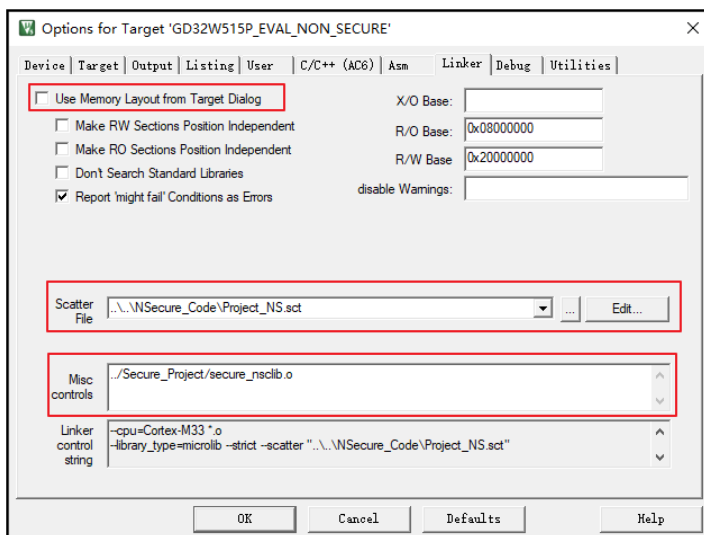 Options for Target 'GD32W515P_EVAL_NON_SECURE'
Device Target Output Listing User C/C++ (AC6) Asm Linker Debug Utilities
Use Memory Layout from Target Dialog
X/O Base:
Make RW Sections Position Independent
R/O Base: 0x08000000
Make RO Sections Position Independent
R/W Base 0x20000000
Don't Search Standard Libraries
disable Warnings:
Report 'might fail' Conditions as Errors
Scatter File
..\..\NSecure_Code\Project_NS.sct
... Edit...
Misc controls
../Secure_Project/secure_nsclib.o
Linker control string
--cpu=Cortex-M33 *.o
--library_type=microlib --strict --scatter "..\..\NSecure_Code\Project_NS.sct"
OK Cancel Defaults Help